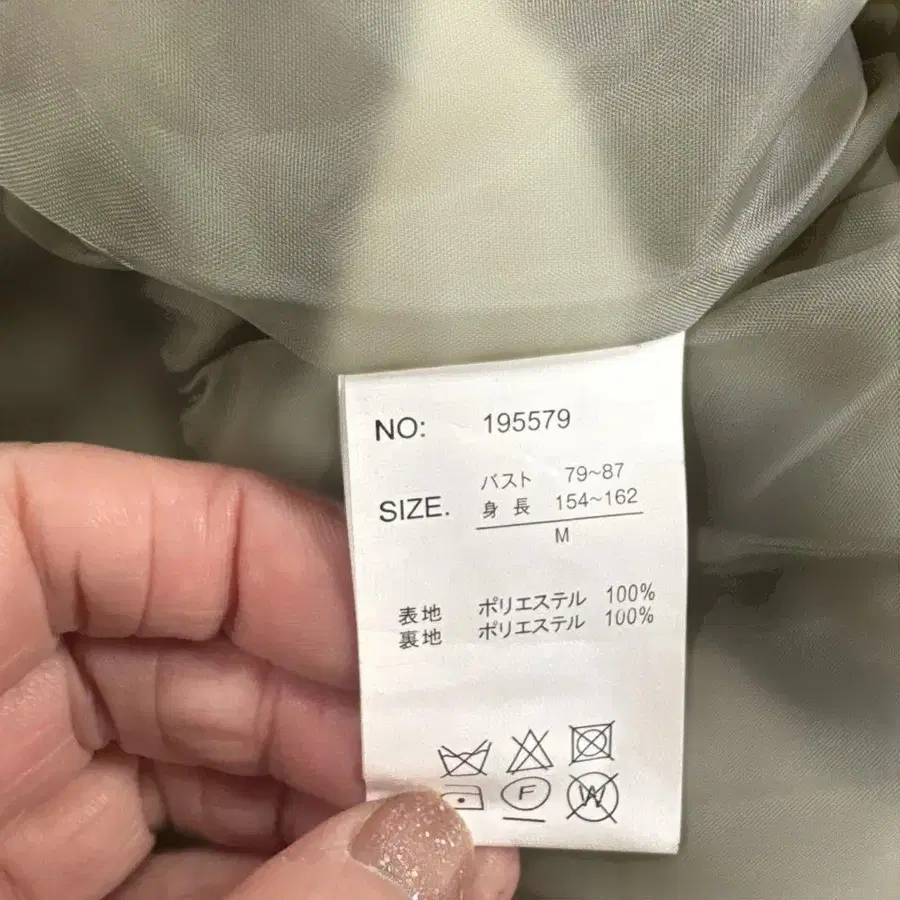 NO: 195579
SIZE. バスト 79~87
身長 154~162
M
表地 ポリエステル 100%
裏地 ポリエステル 100%
F W